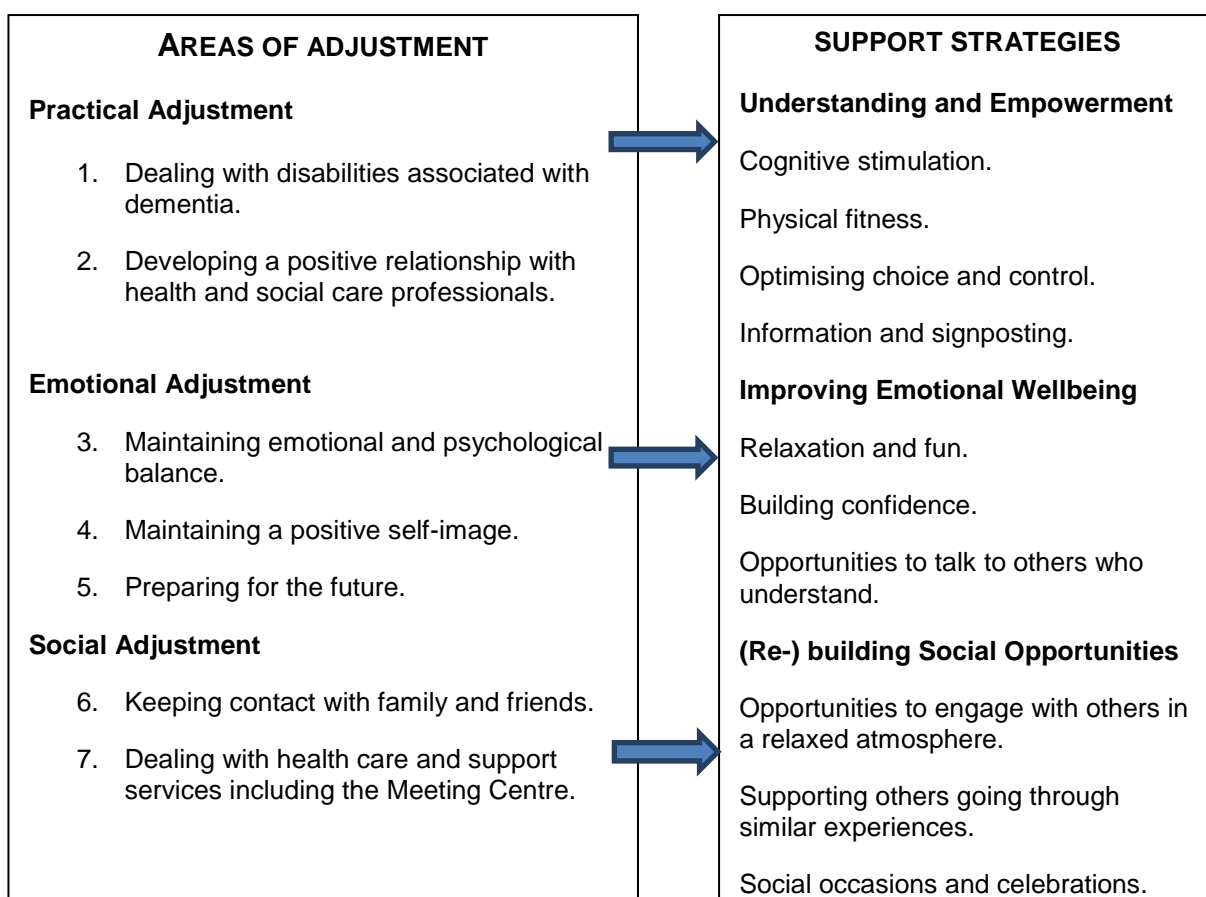 AREAS OF ADJUSTMENT
Practical Adjustment
1. Dealing with disabilities associated with
dementia.
2. Developing a positive relationship with
health and social care professionals.
Emotional Adjustment
3. Maintaining emotional and psychological
balance.
4. Maintaining a positive self-image.
5. Preparing for the future.
Social Adjustment
6. Keeping contact with family and friends.
7. Dealing with health care and support
services including the Meeting Centre.
SUPPORT STRATEGIES
Understanding and Empowerment
Cognitive stimulation.
Physical fitness.
Optimising choice and control.
Information and signposting.
Improving Emotional Wellbeing
Relaxation and fun.
Building confidence.
Opportunities to talk to others who
understand.
(Re-) building Social Opportunities
Opportunities to engage with others in
a relaxed atmosphere.
Supporting others going through
similar experiences.
Social occasions and celebrations.